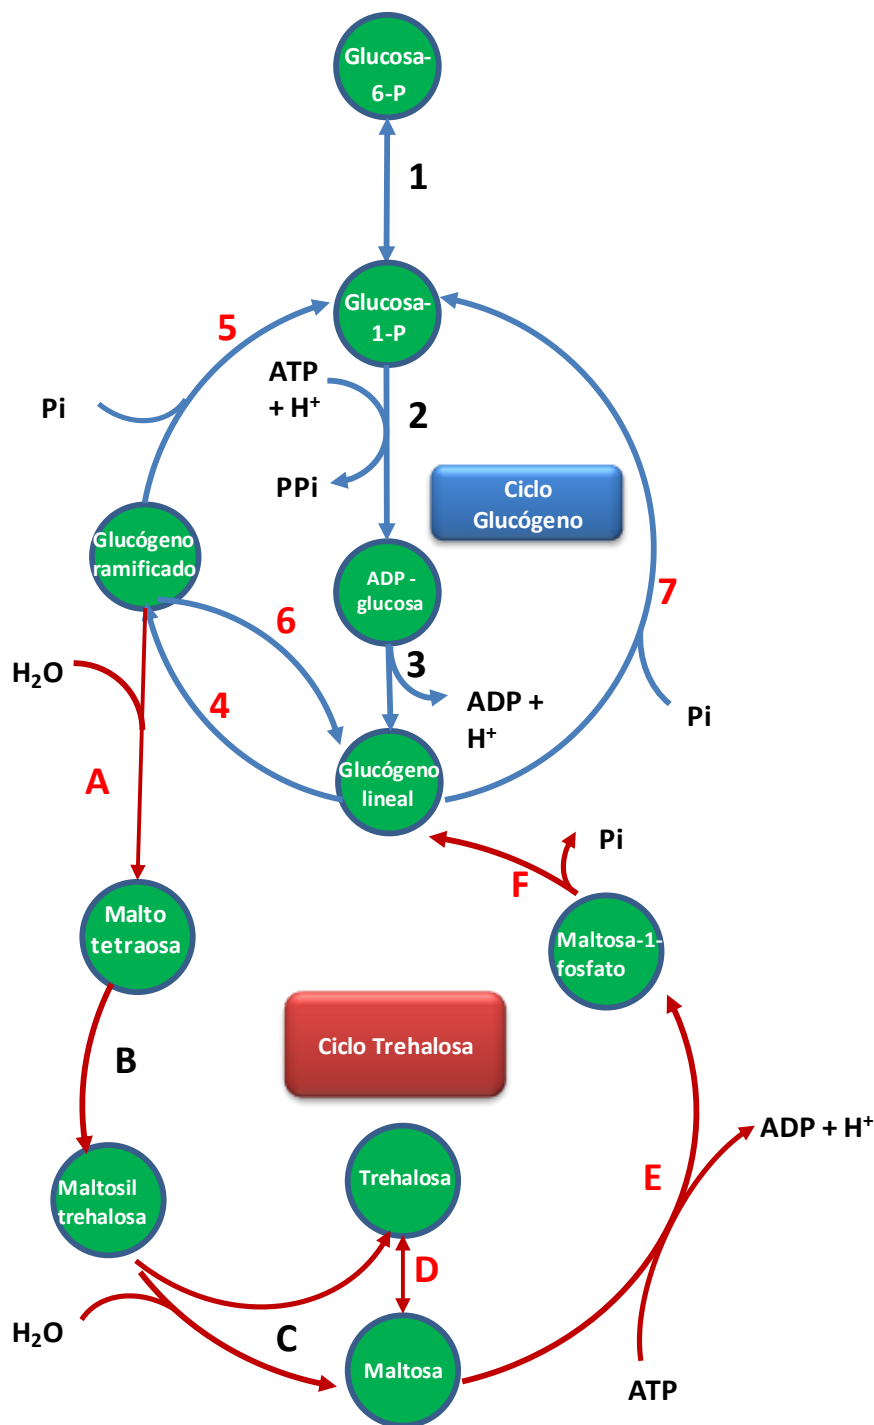 Glucosa-
6-P
1
Glucosa-
1-P
5
ATP
+ H⁺
Pi
2
PPi
Ciclo
Glucógeno
Glucógeno
ramificado
ADP -
glucosa
7
6
3
H₂O
4
ADP +
H⁺
Pi
Glucógeno
lineal
A
Pi
F
Malto
tetraosa
Maltosa-1-
fosfato
Ciclo Trehalosa
B
ADP + H⁺
Trehalosa
E
Maltosil
trehalosa
D
H₂O
C
Maltosa
ATP